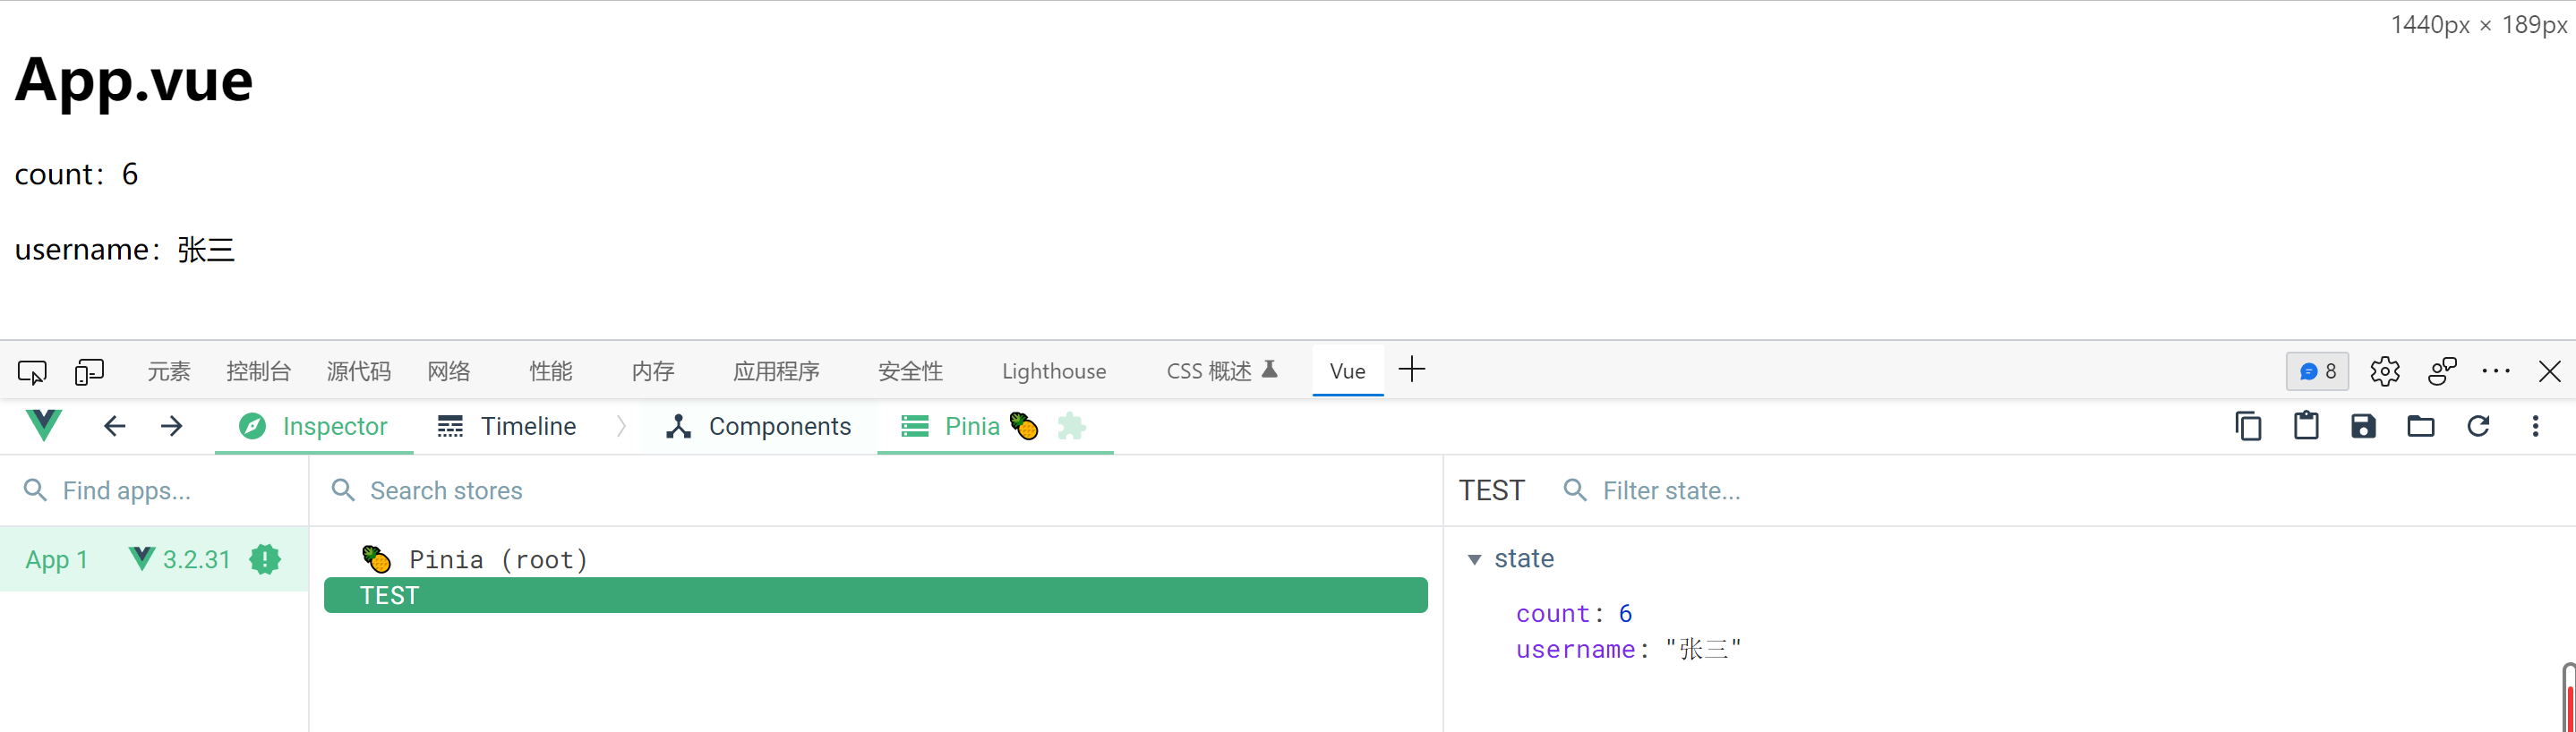 1440px × 189px
App.vue
count：6
username：张三
元素 控制台 源代码 网络 性能 内存 应用程序 安全性 Lighthouse CSS 概述 Vue 8
Inspector Timeline Components Pinia
Find apps... Search stores TEST Filter state...
App 1 3.2.31 Pinia (root) state
TEST
count: 6
username: "张三"